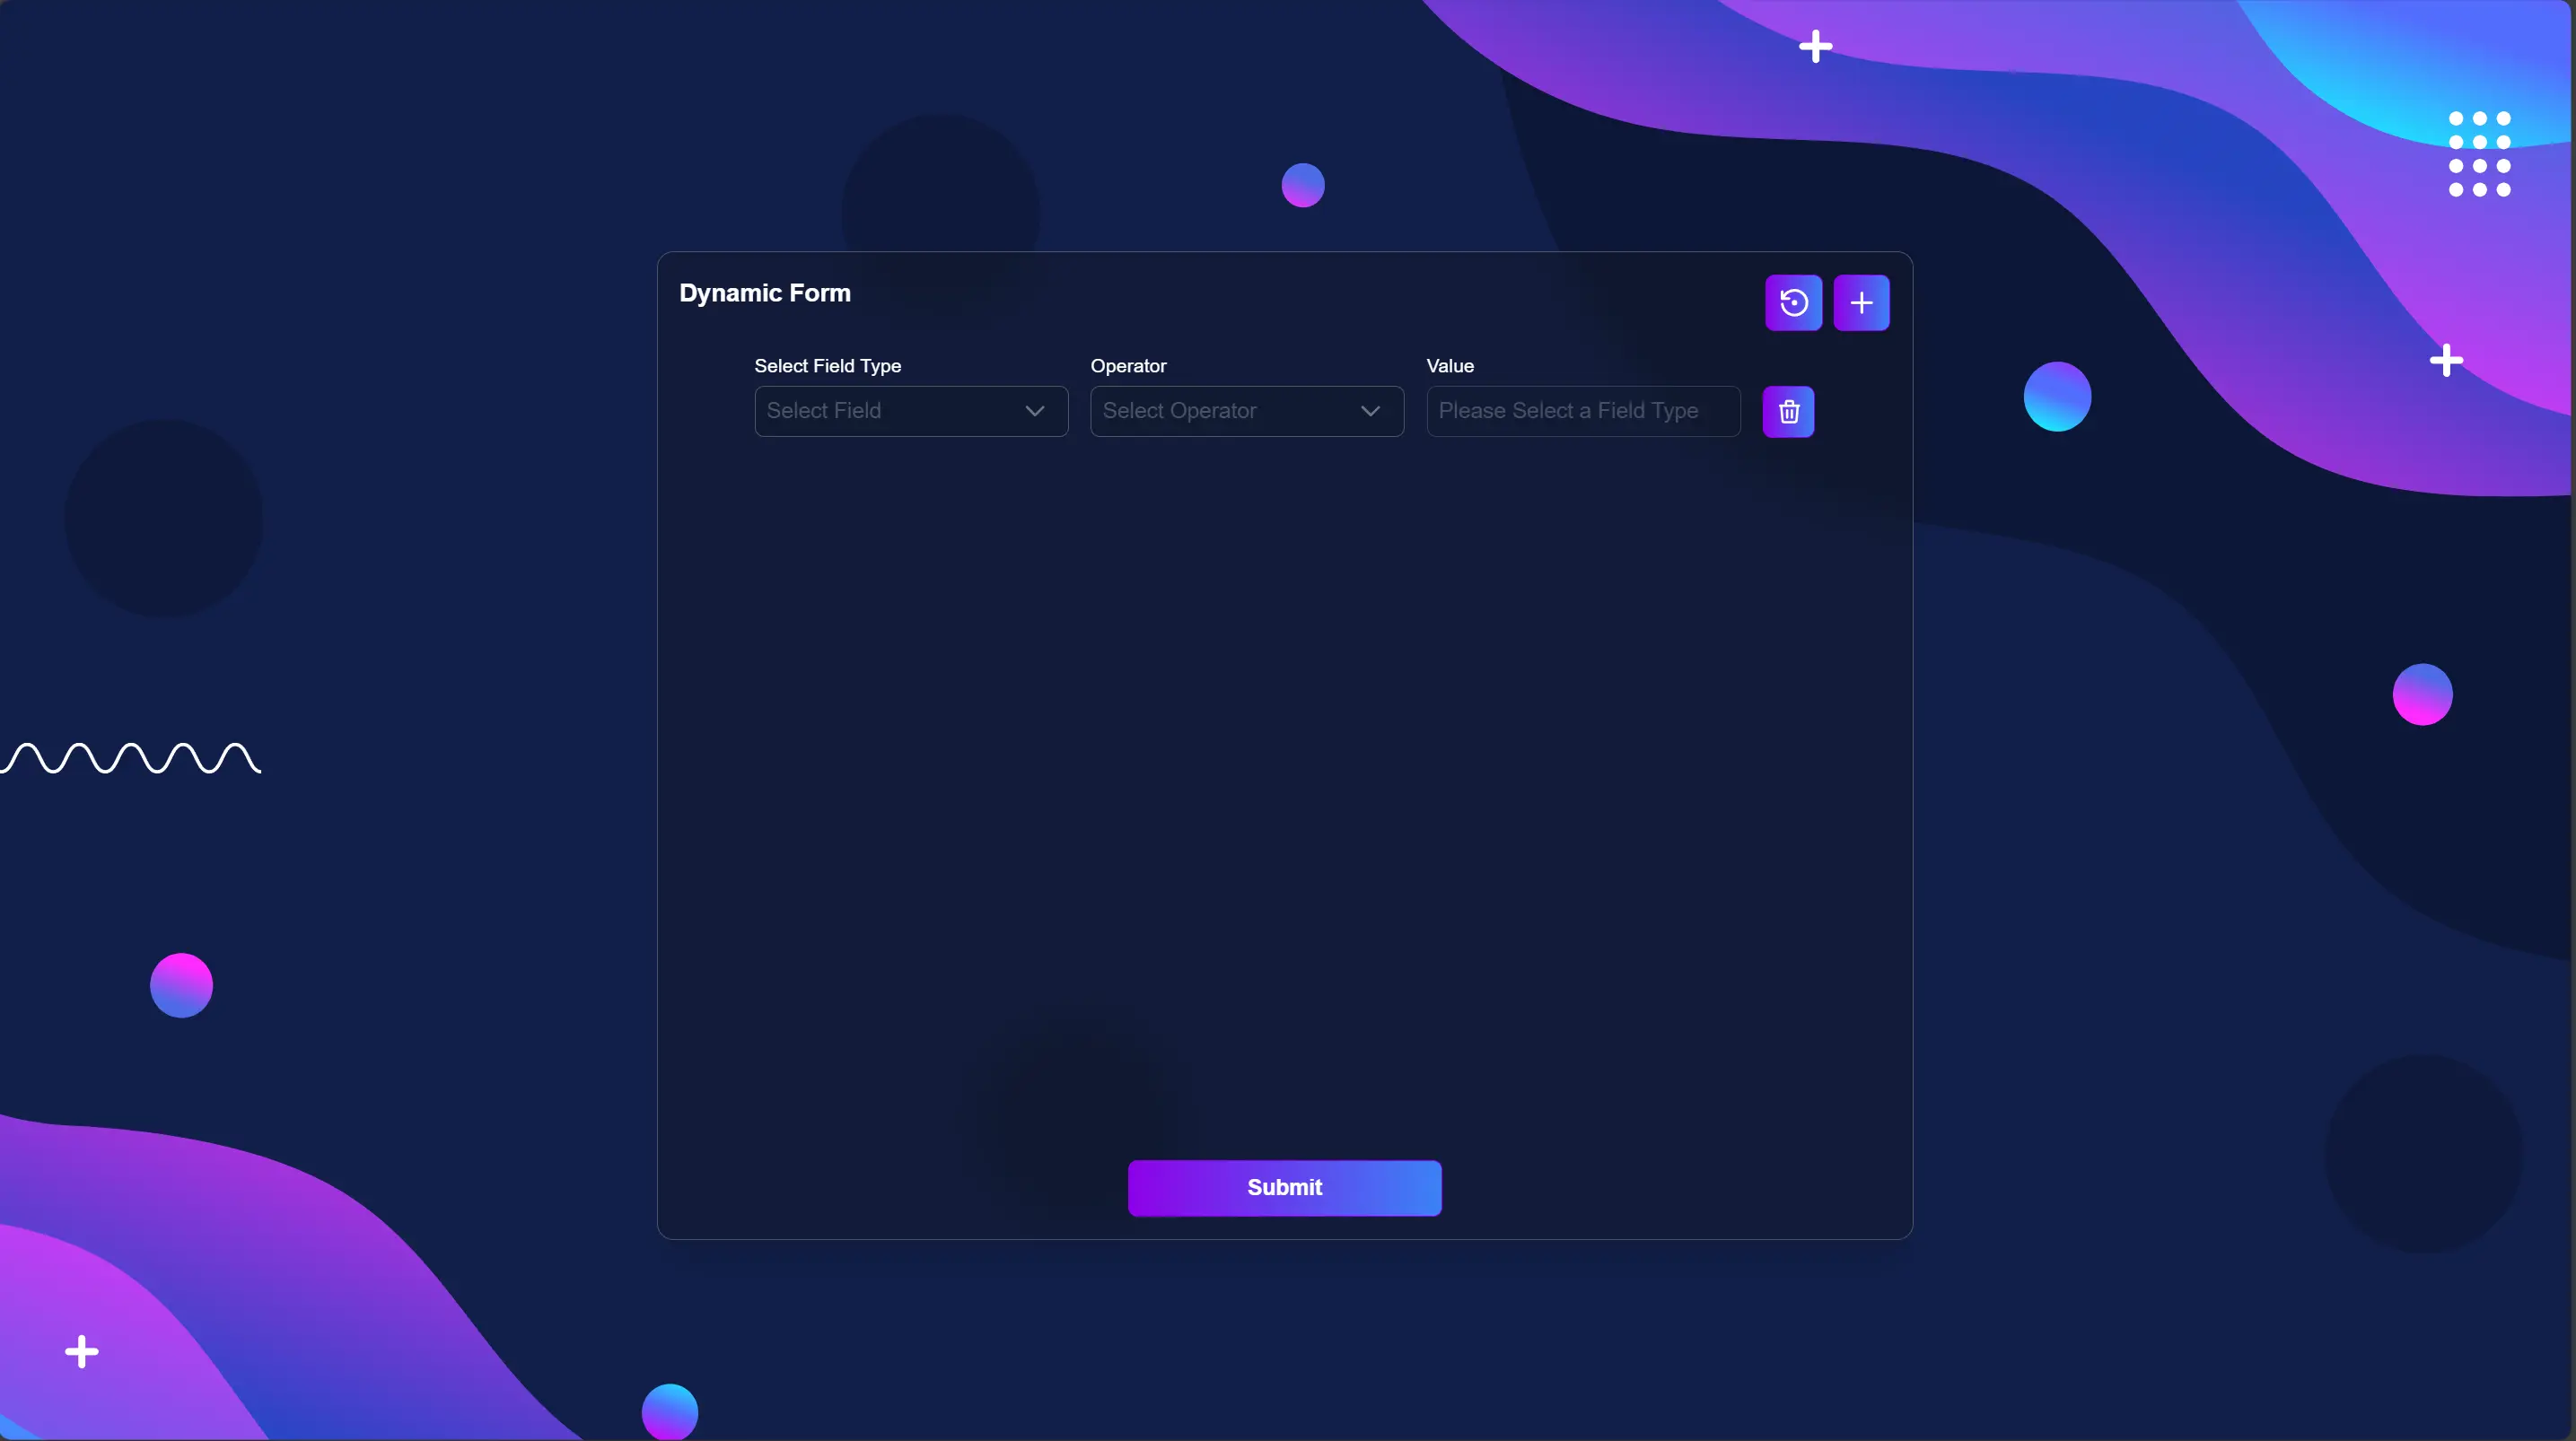 Dynamic Form
Select Field Type
Operator
Value
Select Field
Select Operator
Please Select a Field Type
Submit